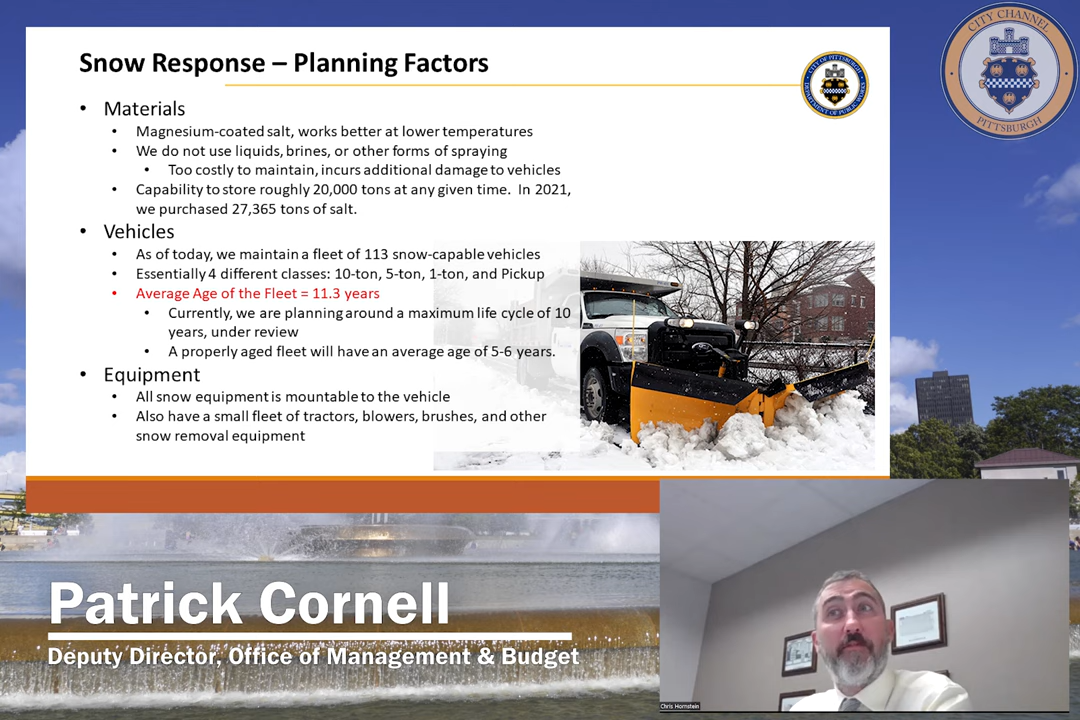 Snow Response – Planning Factors
CITY OF PITTSBURGH
DEPARTMENT OF PUBLIC WORKS
CITY CHANNEL
PITTSBURGH
• Materials
• Magnesium-coated salt, works better at lower temperatures
• We do not use liquids, brines, or other forms of spraying
• Too costly to maintain, incurs additional damage to vehicles
• Capability to store roughly 20,000 tons at any given time. In 2021,
we purchased 27,365 tons of salt.
• Vehicles
• As of today, we maintain a fleet of 113 snow-capable vehicles
• Essentially 4 different classes: 10-ton, 5-ton, 1-ton, and Pickup
• Average Age of the Fleet = 11.3 years
• Currently, we are planning around a maximum life cycle of 10
years, under review
• A properly aged fleet will have an average age of 5-6 years.
• Equipment
• All snow equipment is mountable to the vehicle
• Also have a small fleet of tractors, blowers, brushes, and other
snow removal equipment
Patrick Cornell
Deputy Director, Office of Management & Budget
Chris Hornstein